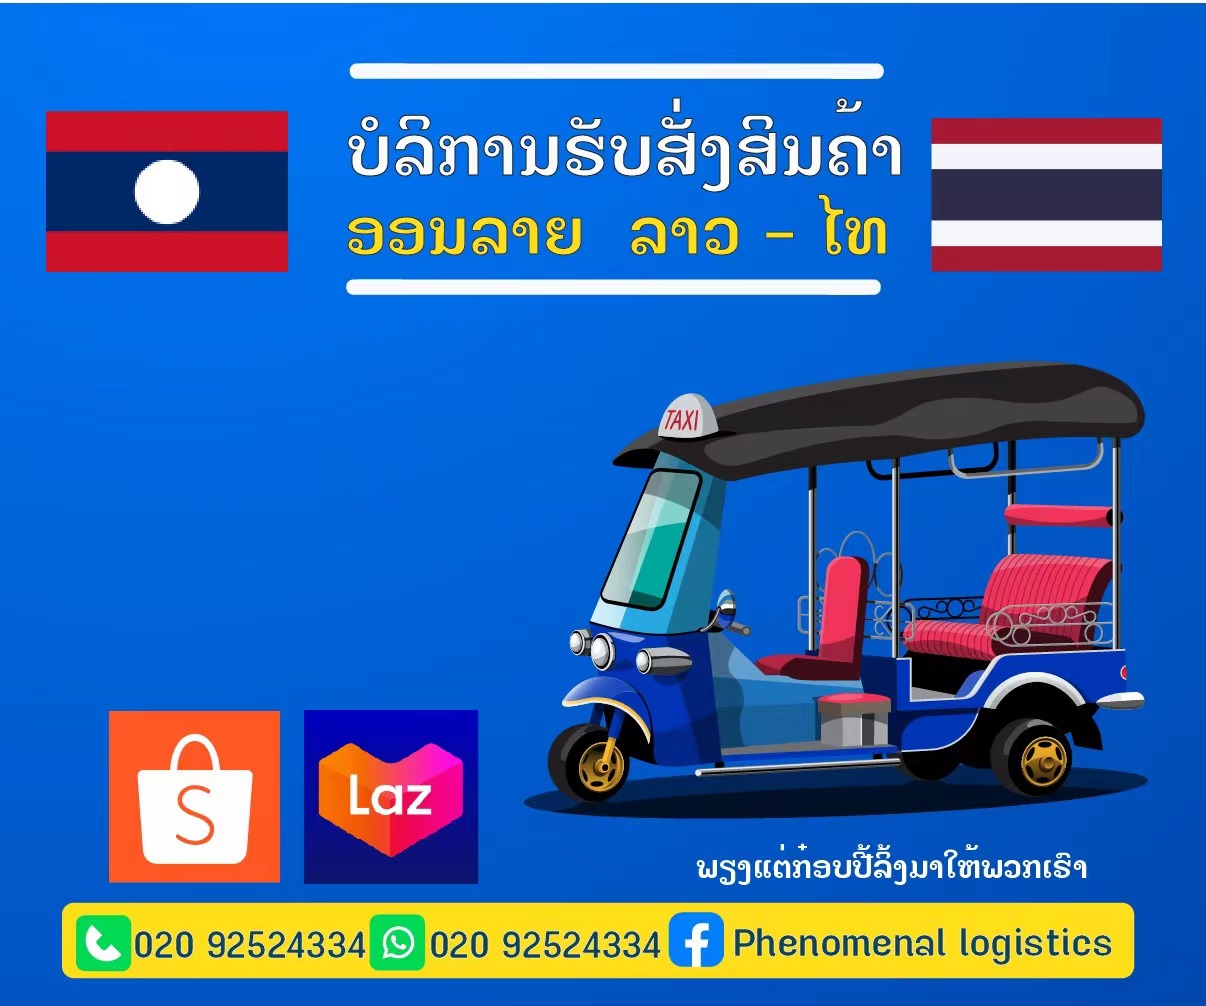 ບໍລິການຮັບສັ່ງສິນຄ້າ
ອອນລາຍ ລາວ - ໄທ
TAXI
S
Laz
ພຽງແຕ່ກ໋ອບປີ້ລິ້ງມາໃຫ້ພວກເຮົາ
020 92524334 020 92524334 Phenomenal logistics